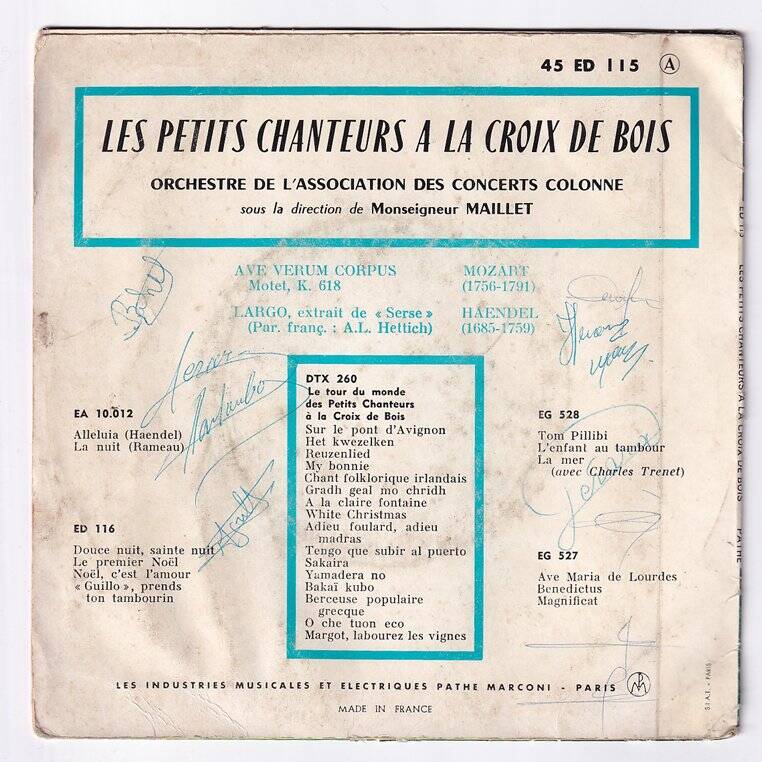 45 ED 115 A
LES PETITS CHANTEURS A LA CROIX DE BOIS
ORCHESTRE DE L'ASSOCIATION DES CONCERTS COLONNE
sous la direction de Monseigneur MAILLET
AVE VERUM CORPUS MOZART
Motet, K. 618 (1756-1791)
LARGO, extrait de « Serse » HAENDEL
(Par. franç. : A.L. Hettich) (1685-1759)
EA 10.012
Alleluia (Haendel)
La nuit (Rameau)
ED 116
Douce nuit, sainte nuit
Le premier Noël
Noël, c'est l'amour
« Guillo », prends
ton tambourin
DTX 260
Le tour du monde
des Petits Chanteurs
à la Croix de Bois
Sur le pont d'Avignon
Het kwezelken
Reuzenlied
My bonnie
Chant folklorique irlandais
Gradh geal mo chridh
A la claire fontaine
White Christmas
Adieu foulard, adieu
madras
Tengo que subir al puerto
Sakaira
Yamadera no
Bakaï kubo
Berceuse populaire
grecque
O che tuon eco
Margot, labourez les vignes
EG 528
Tom Pillibi
L'enfant au tambour
La mer
(avec Charles Trenet)
EG 527
Ave Maria de Lourdes
Benedictus
Magnificat
LES INDUSTRIES MUSICALES ET ELECTRIQUES PATHE MARCONI - PARIS
MADE IN FRANCE
ED 115 LES PETITS CHANTEURS A LA CROIX DE BOIS PATHE